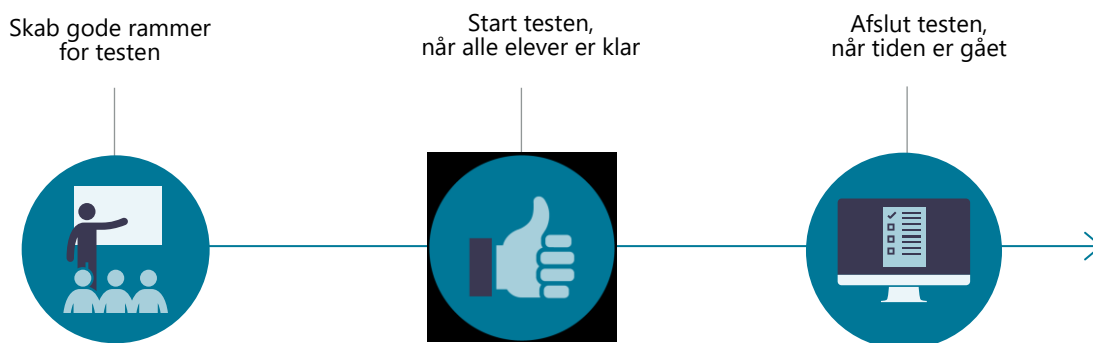 Skab gode rammer
for testen
Start testen,
når alle elever er klar
Afslut testen,
når tiden er gået